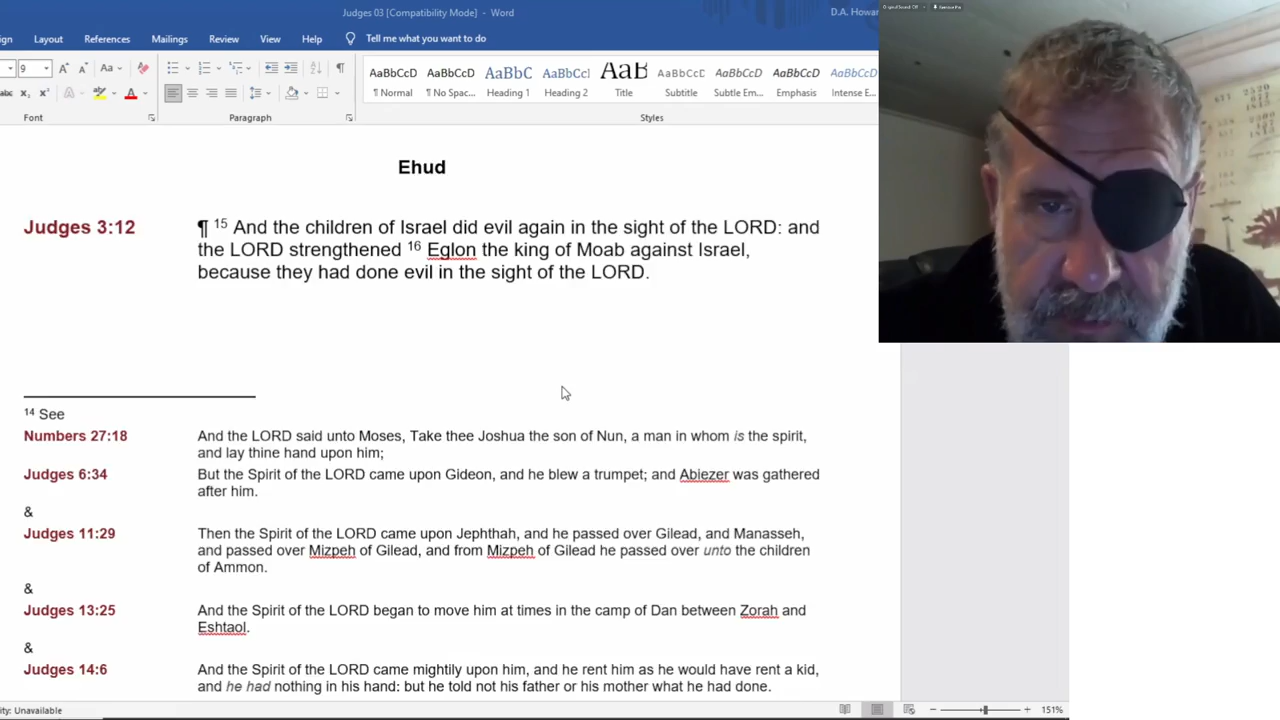 Judges 03 [Compatibility Mode] - Word
D.A. Howar
ign Layout References Mailings Review View Help Tell me what you want to do
9 Aa
abc x₂ x² A A
AaBbCcD AaBbCcD AaBbC AaBbCcI AaB AaBbCcD AaBbCcD AaBbCcD AaBbCcD
¶ Normal ¶ No Spac... Heading 1 Heading 2 Title Subtitle Subtle Em... Emphasis Intense E...
Font Paragraph Styles
Ehud
Judges 3:12 ¶ 15 And the children of Israel did evil again in the sight of the LORD: and
the LORD strengthened 16 Eglon the king of Moab against Israel,
because they had done evil in the sight of the LORD.
14 See
Numbers 27:18 And the LORD said unto Moses, Take thee Joshua the son of Nun, a man in whom is the spirit,
and lay thine hand upon him;
Judges 6:34 But the Spirit of the LORD came upon Gideon, and he blew a trumpet; and Abiezer was gathered
after him.
&
Judges 11:29 Then the Spirit of the LORD came upon Jephthah, and he passed over Gilead, and Manasseh,
and passed over Mizpeh of Gilead, and from Mizpeh of Gilead he passed over unto the children
of Ammon.
&
Judges 13:25 And the Spirit of the LORD began to move him at times in the camp of Dan between Zorah and
Eshtaol.
&
Judges 14:6 And the Spirit of the LORD came mightily upon him, and he rent him as he would have rent a kid,
and he had nothing in his hand: but he told not his father or his mother what he had done.
ity: Unavailable
151%